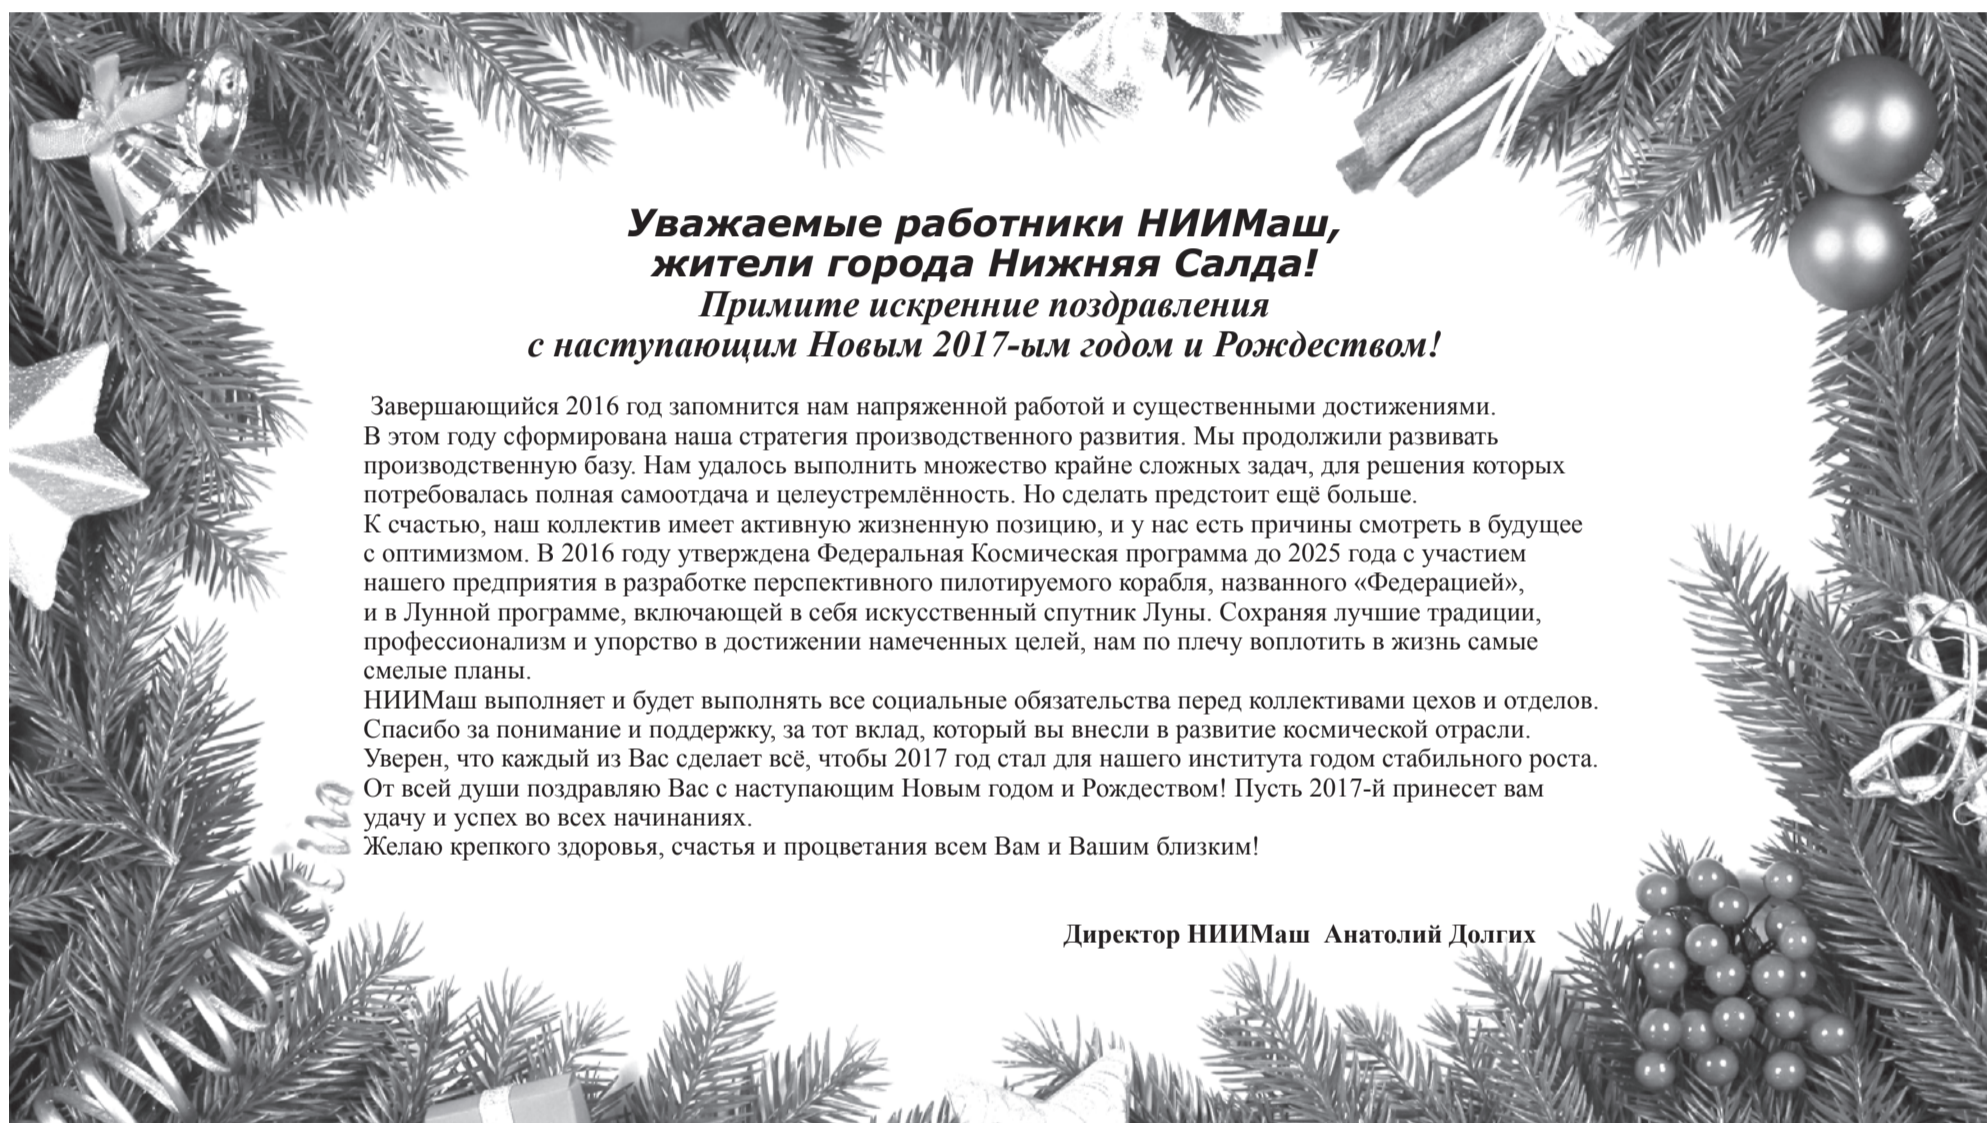 Уважаемые работники НИИМаш,
жители города Нижняя Салда!
Примите искренние поздравления
с наступающим Новым 2017-ым годом и Рождеством!
Завершающийся 2016 год запомнится нам напряженной работой и существенными достижениями.
В этом году сформирована наша стратегия производственного развития. Мы продолжили развивать
производственную базу. Нам удалось выполнить множество крайне сложных задач, для решения которых
потребовалась полная самоотдача и целеустремлённость. Но сделать предстоит ещё больше.
К счастью, наш коллектив имеет активную жизненную позицию, и у нас есть причины смотреть в будущее
с оптимизмом. В 2016 году утверждена Федеральная Космическая программа до 2025 года с участием
нашего предприятия в разработке перспективного пилотируемого корабля, названного «Федерацией»,
и в Лунной программе, включающей в себя искусственный спутник Луны. Сохраняя лучшие традиции,
профессионализм и упорство в достижении намеченных целей, нам по плечу воплотить в жизнь самые
смелые планы.
НИИМаш выполняет и будет выполнять все социальные обязательства перед коллективами цехов и отделов.
Спасибо за понимание и поддержку, за тот вклад, который вы внесли в развитие космической отрасли.
Уверен, что каждый из Вас сделает всё, чтобы 2017 год стал для нашего института годом стабильного роста.
От всей души поздравляю Вас с наступающим Новым годом и Рождеством! Пусть 2017-й принесет вам
удачу и успех во всех начинаниях.
Желаю крепкого здоровья, счастья и процветания всем Вам и Вашим близким!
Директор НИИМаш Анатолий Долгих